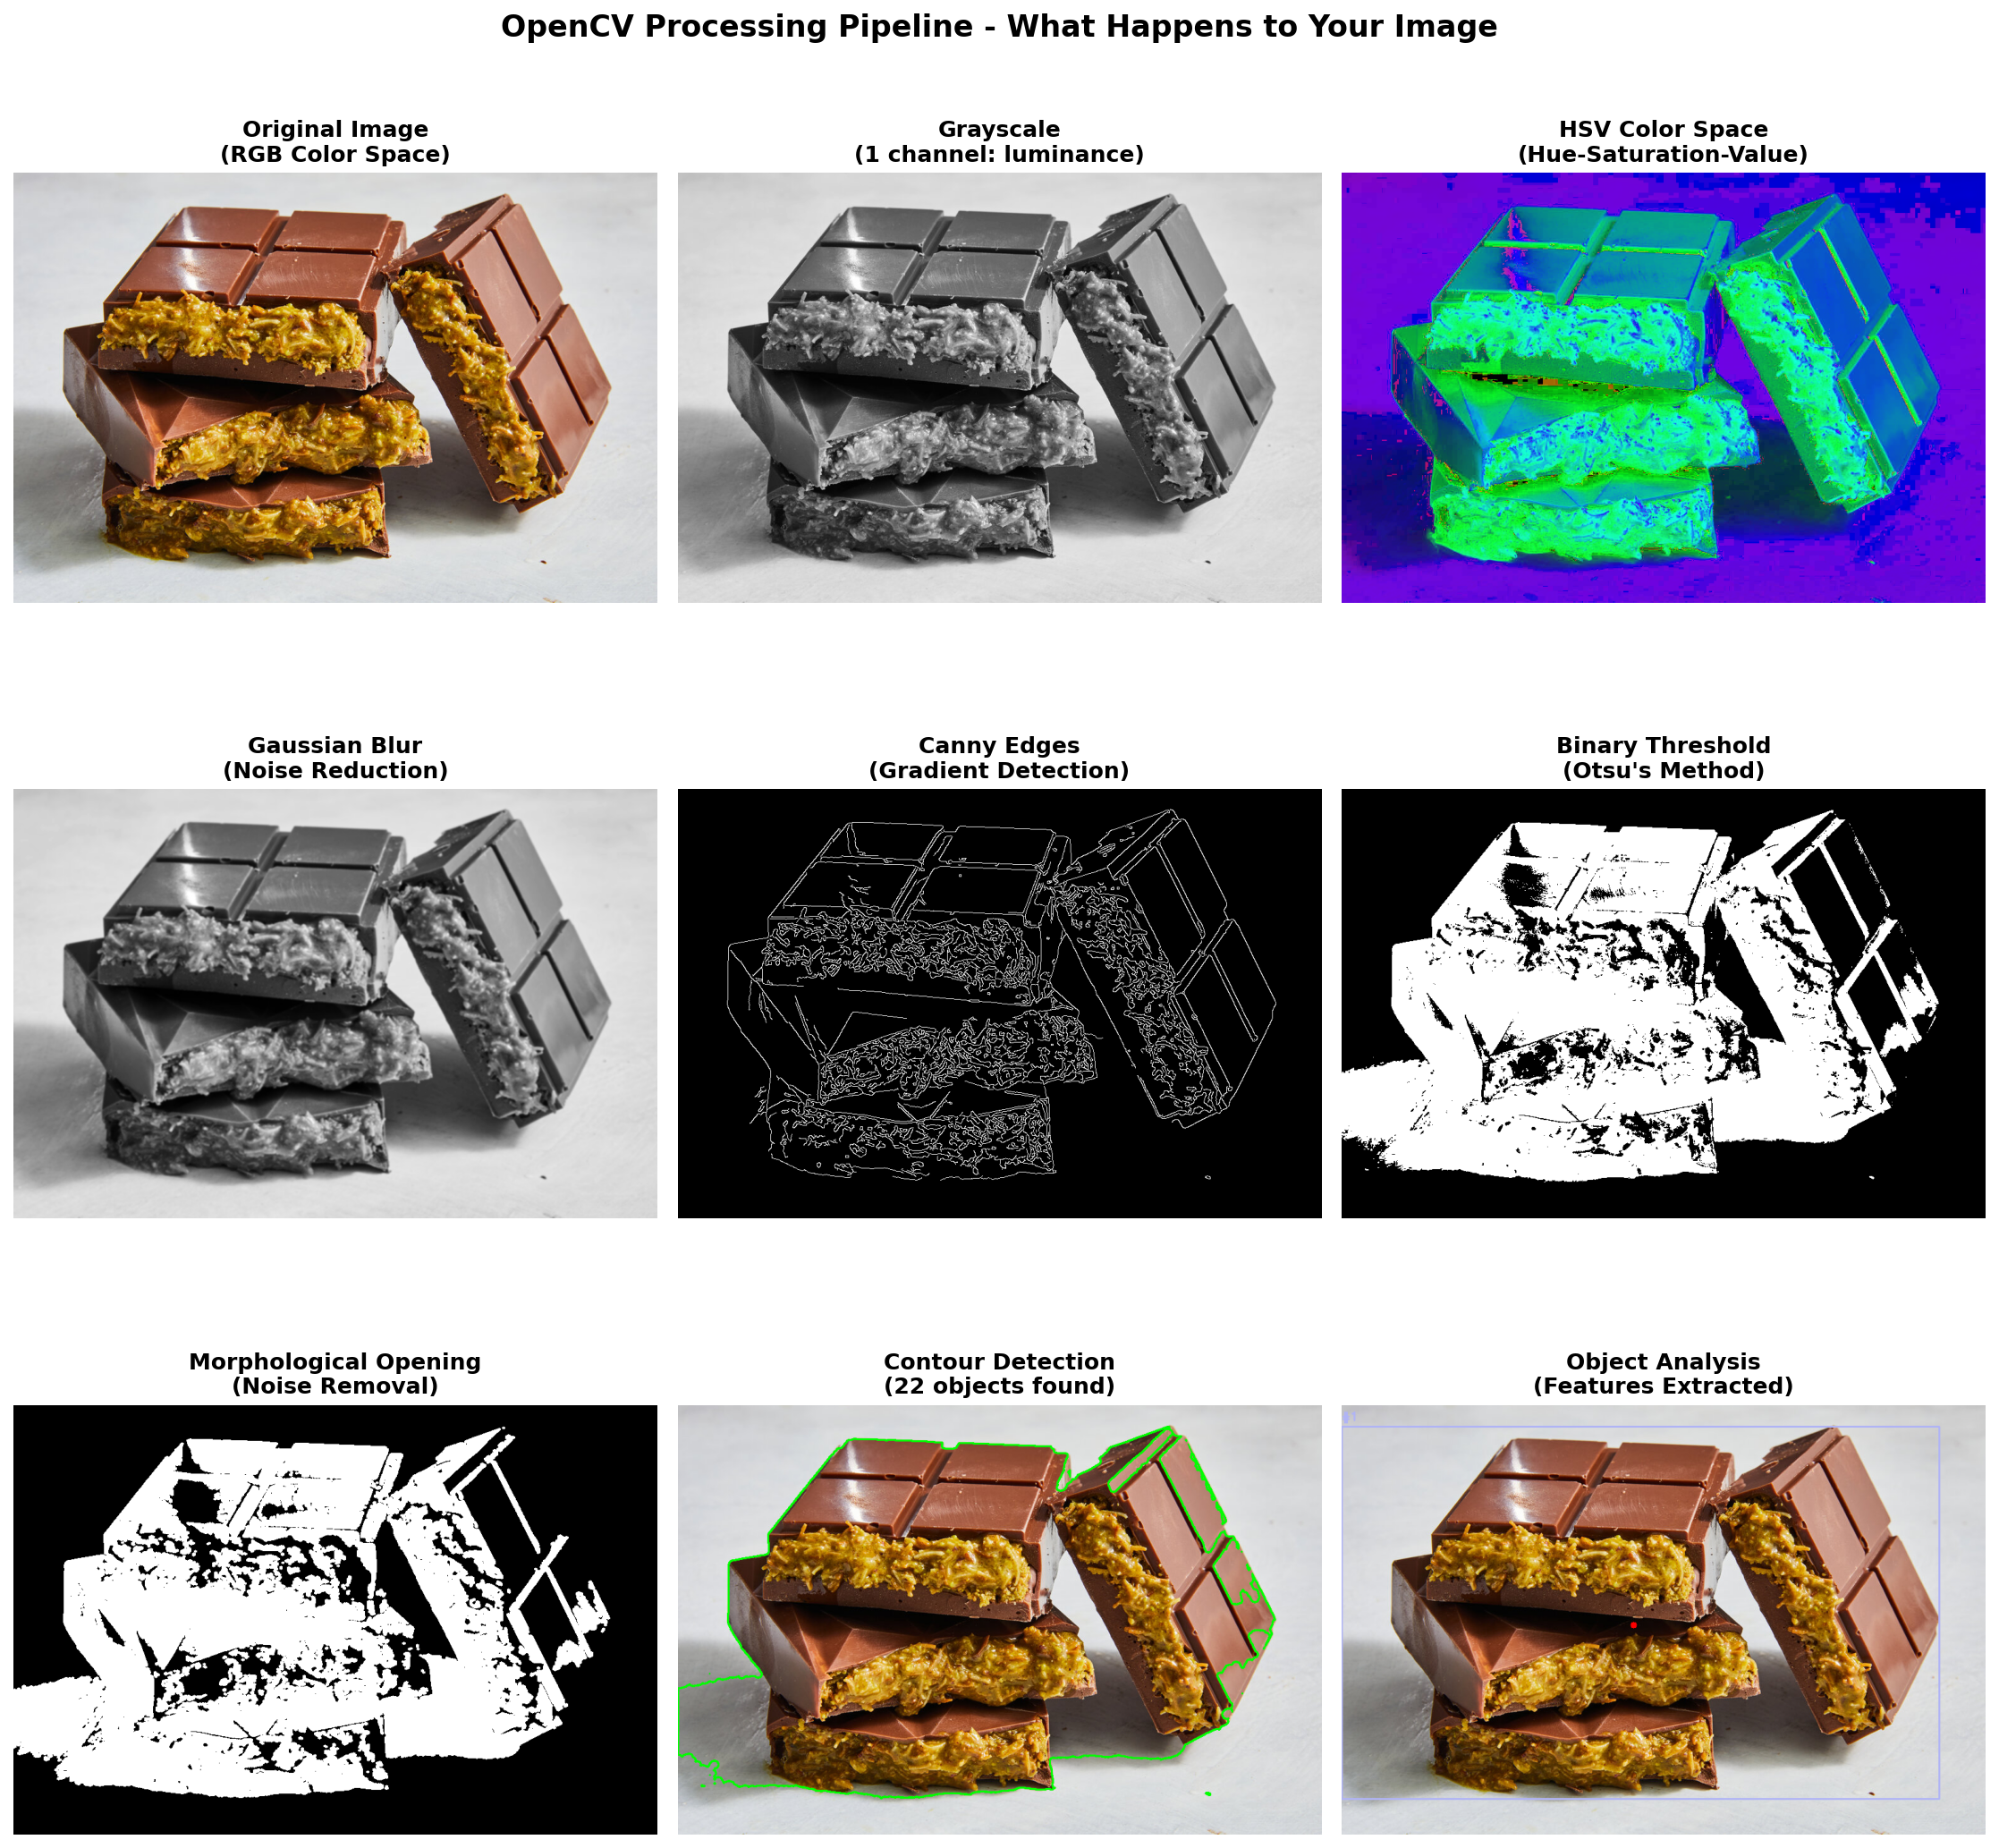 OpenCV Processing Pipeline - What Happens to Your Image
Original Image
(RGB Color Space)
Grayscale
(1 channel: luminance)
HSV Color Space
(Hue-Saturation-Value)
Gaussian Blur
(Noise Reduction)
Canny Edges
(Gradient Detection)
Binary Threshold
(Otsu's Method)
Morphological Opening
(Noise Removal)
Contour Detection
(22 objects found)
Object Analysis
(Features Extracted)
#1